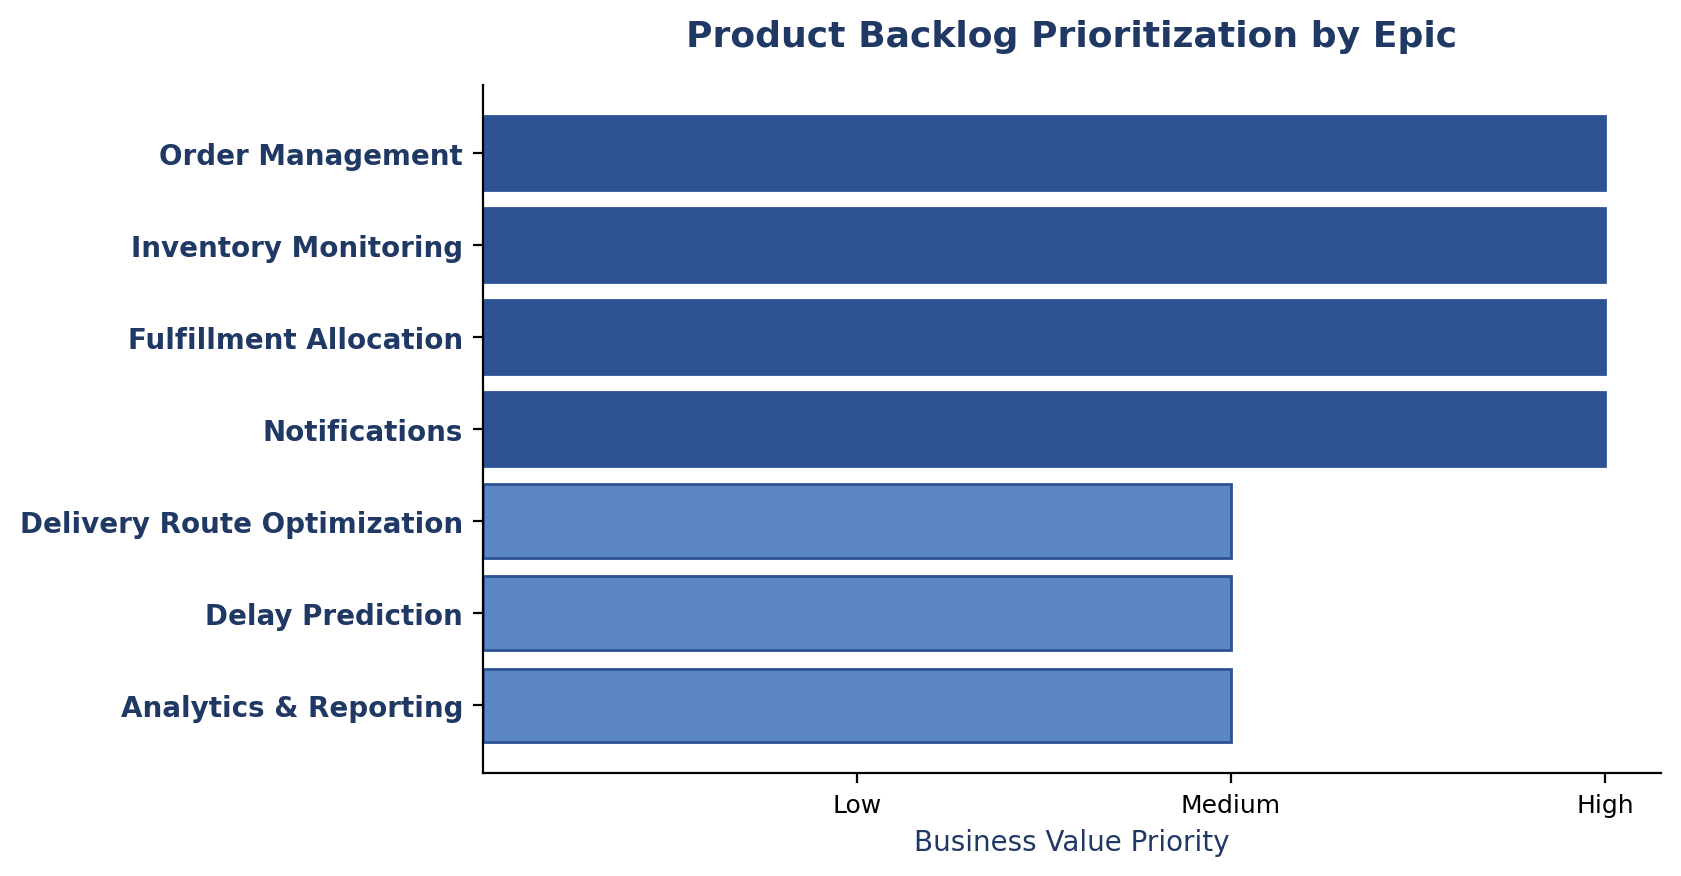 Product Backlog Prioritization by Epic
Order Management
Inventory Monitoring
Fulfillment Allocation
Notifications
Delivery Route Optimization
Delay Prediction
Analytics & Reporting
Low Medium High
Business Value Priority